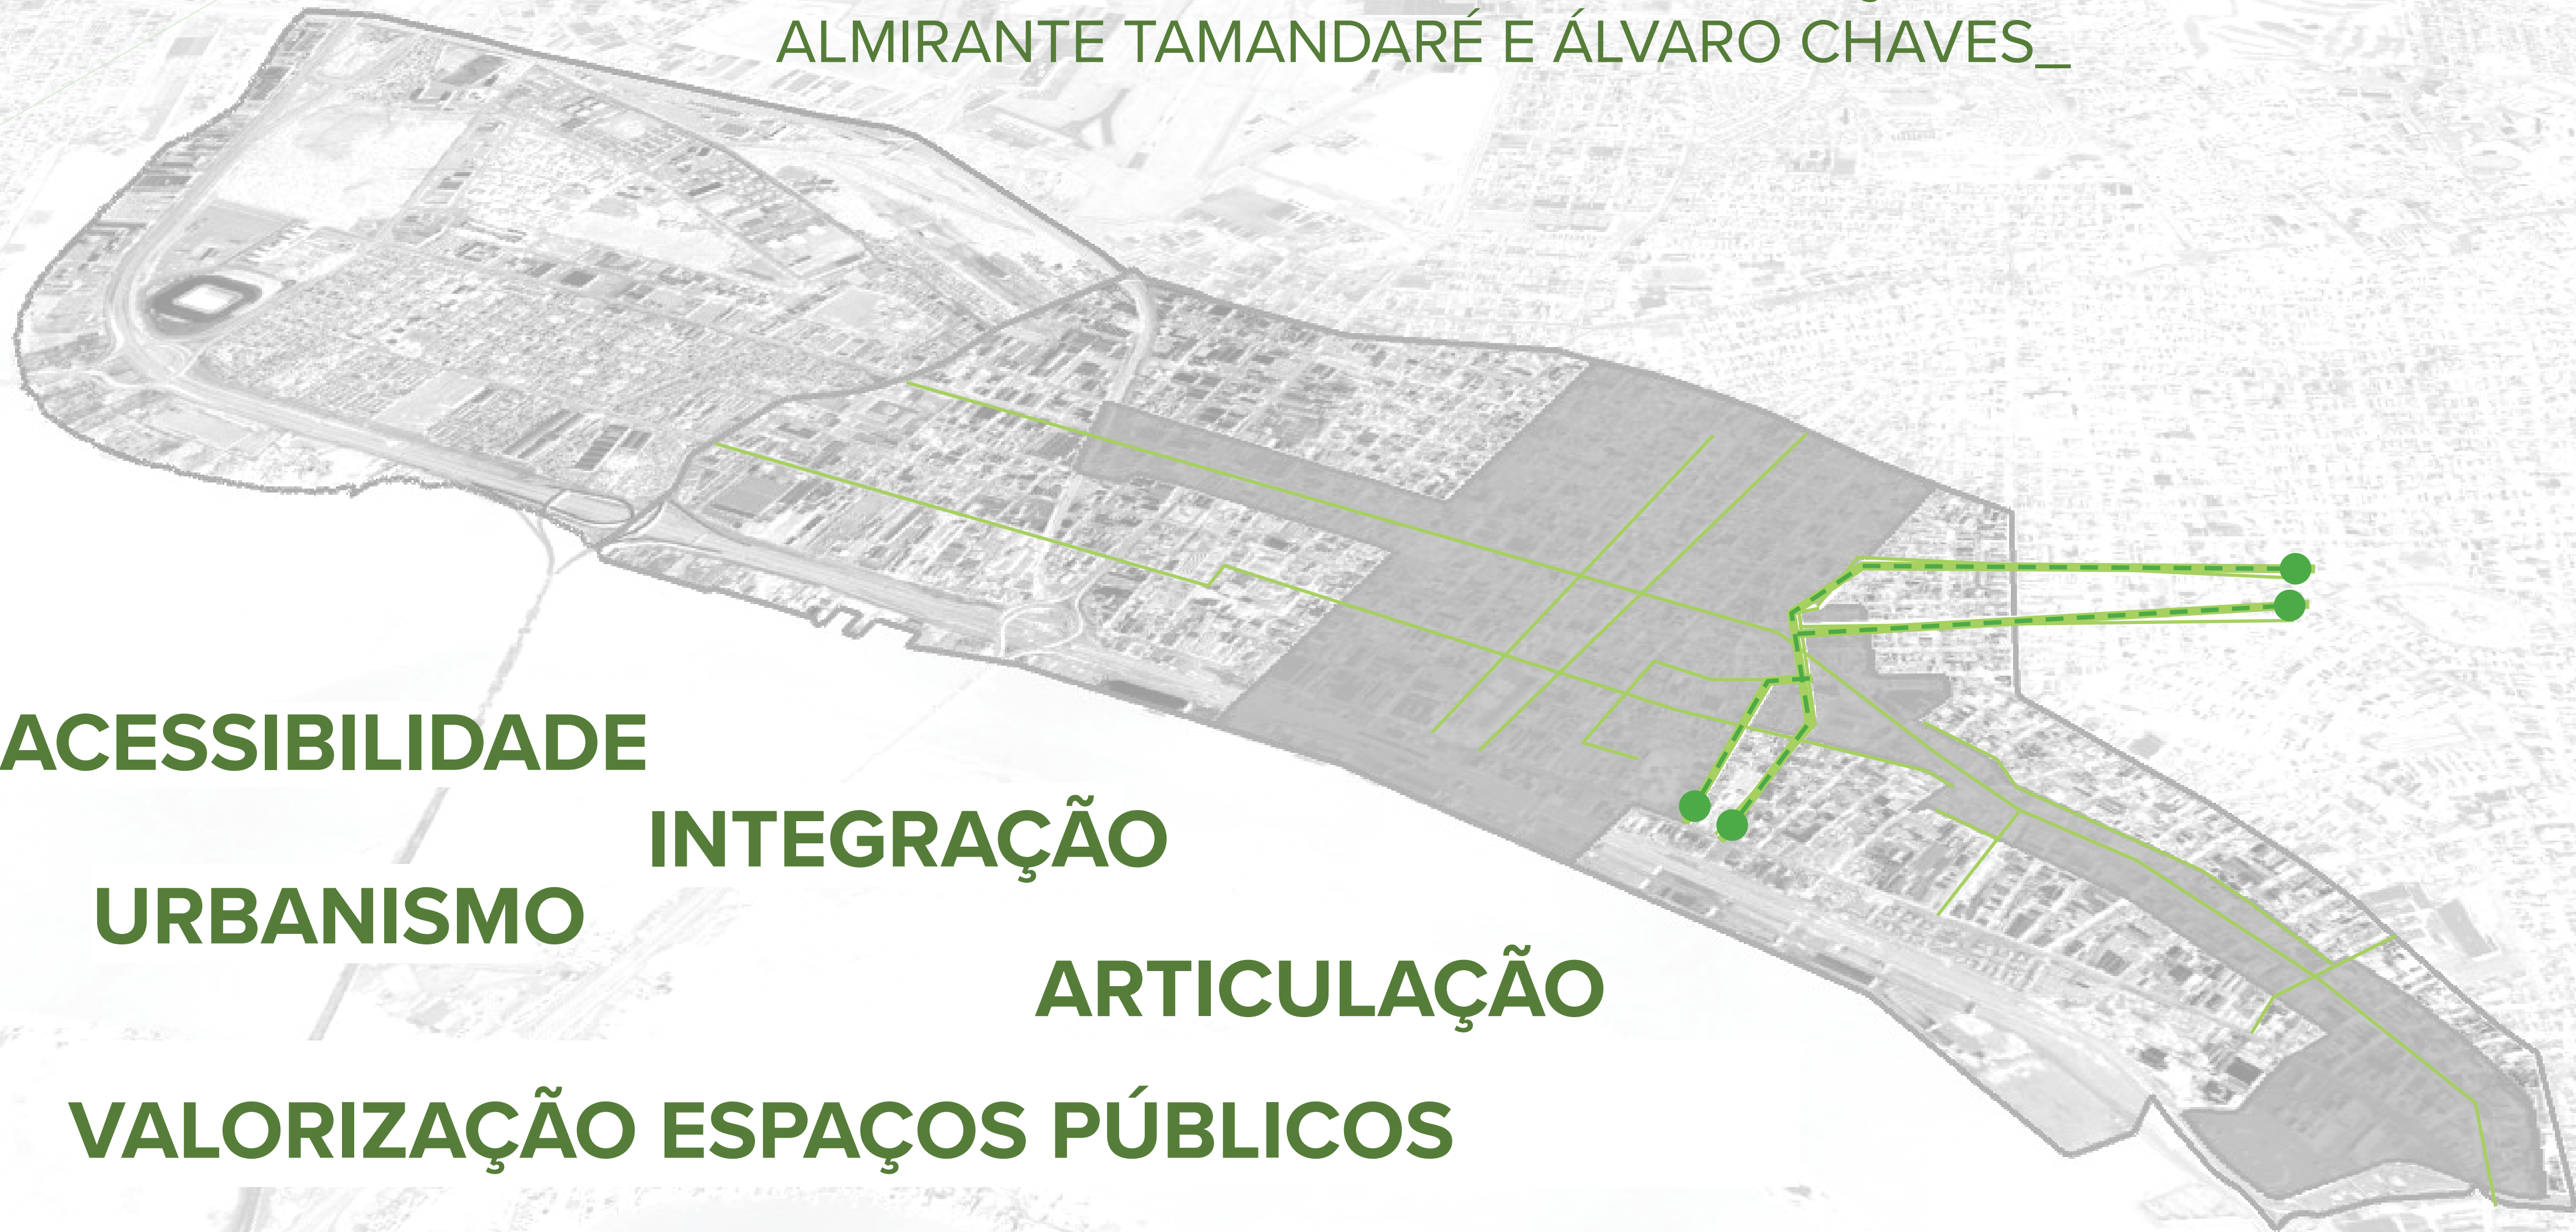 ALMIRANTE TAMANDARÉ E ÁLVARO CHAVES_
ACESSIBILIDADE
INTEGRAÇÃO
URBANISMO
ARTICULAÇÃO
VALORIZAÇÃO ESPAÇOS PÚBLICOS